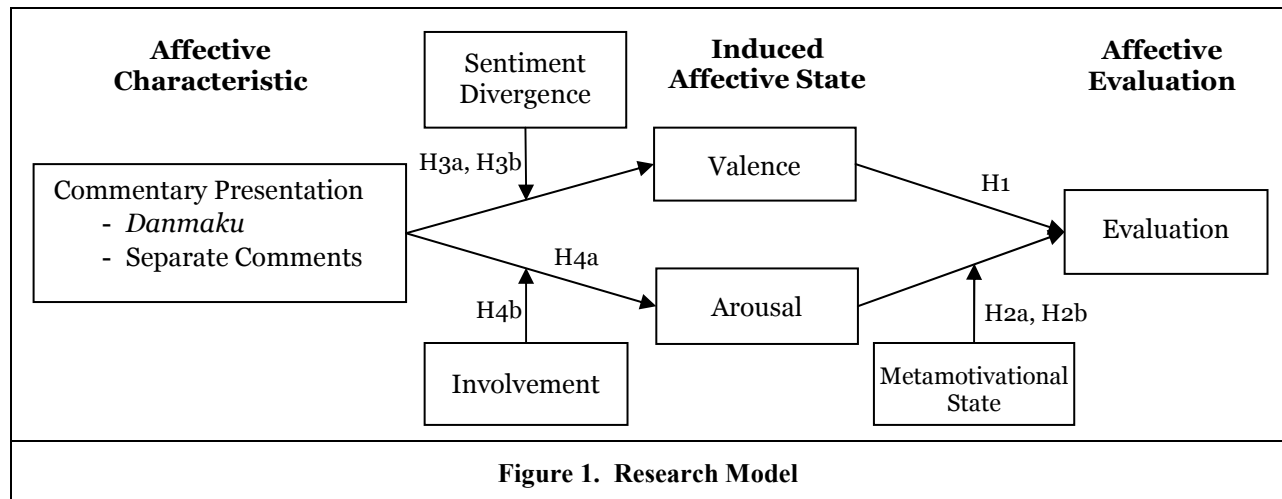 Affective
Characteristic
Sentiment
Divergence
Induced
Affective State
Affective
Evaluation
H3a, H3b
Commentary Presentation
- Danmaku
- Separate Comments
Valence
H1
Evaluation
H4a
H4b
Arousal
H2a, H2b
Involvement
Metamotivational
State
Figure 1. Research Model